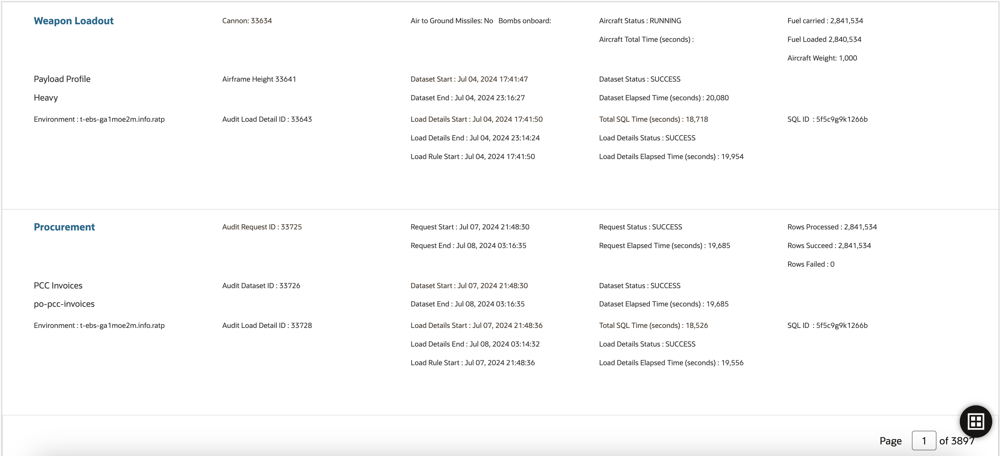 Weapon Loadout
Cannon: 33634
Air to Ground Missiles: No   Bombs onboard:
Aircraft Status : RUNNING
Aircraft Total Time (seconds) :
Fuel carried : 2,841,534
Fuel Loaded 2,840,534
Aircraft Weight: 1,000
Payload Profile
Heavy
Airframe Height 33641
Dataset Start : Jul 04, 2024 17:41:47
Dataset End : Jul 04, 2024 23:16:27
Dataset Status : SUCCESS
Dataset Elapsed Time (seconds) : 20,080
Environment : t-ebs-ga1moe2m.info.ratp
Audit Load Detail ID : 33643
Load Details Start : Jul 04, 2024 17:41:50
Load Details End : Jul 04, 2024 23:14:24
Load Rule Start : Jul 04, 2024 17:41:50
Total SQL Time (seconds) : 18,718
Load Details Status : SUCCESS
Load Details Elapsed Time (seconds) : 19,954
SQL ID  : 5f5c9g9k1266b
Procurement
Audit Request ID : 33725
Request Start : Jul 07, 2024 21:48:30
Request End : Jul 08, 2024 03:16:35
Request Status : SUCCESS
Request Elapsed Time (seconds) : 19,685
Rows Processed : 2,841,534
Rows Succeed : 2,841,534
Rows Failed : 0
PCC Invoices
po-pcc-invoices
Audit Dataset ID : 33726
Dataset Start : Jul 07, 2024 21:48:30
Dataset End : Jul 08, 2024 03:16:35
Dataset Status : SUCCESS
Dataset Elapsed Time (seconds) : 19,685
Environment : t-ebs-ga1moe2m.info.ratp
Audit Load Detail ID : 33728
Load Details Start : Jul 07, 2024 21:48:36
Load Details End : Jul 08, 2024 03:14:32
Load Rule Start : Jul 07, 2024 21:48:36
Total SQL Time (seconds) : 18,526
Load Details Status : SUCCESS
Load Details Elapsed Time (seconds) : 19,556
SQL ID  : 5f5c9g9k1266b
Page 1 of 3897